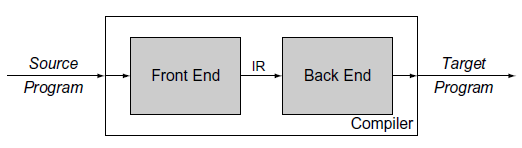 Source
Program
Front End
IR
Back End
Target
Program
Compiler